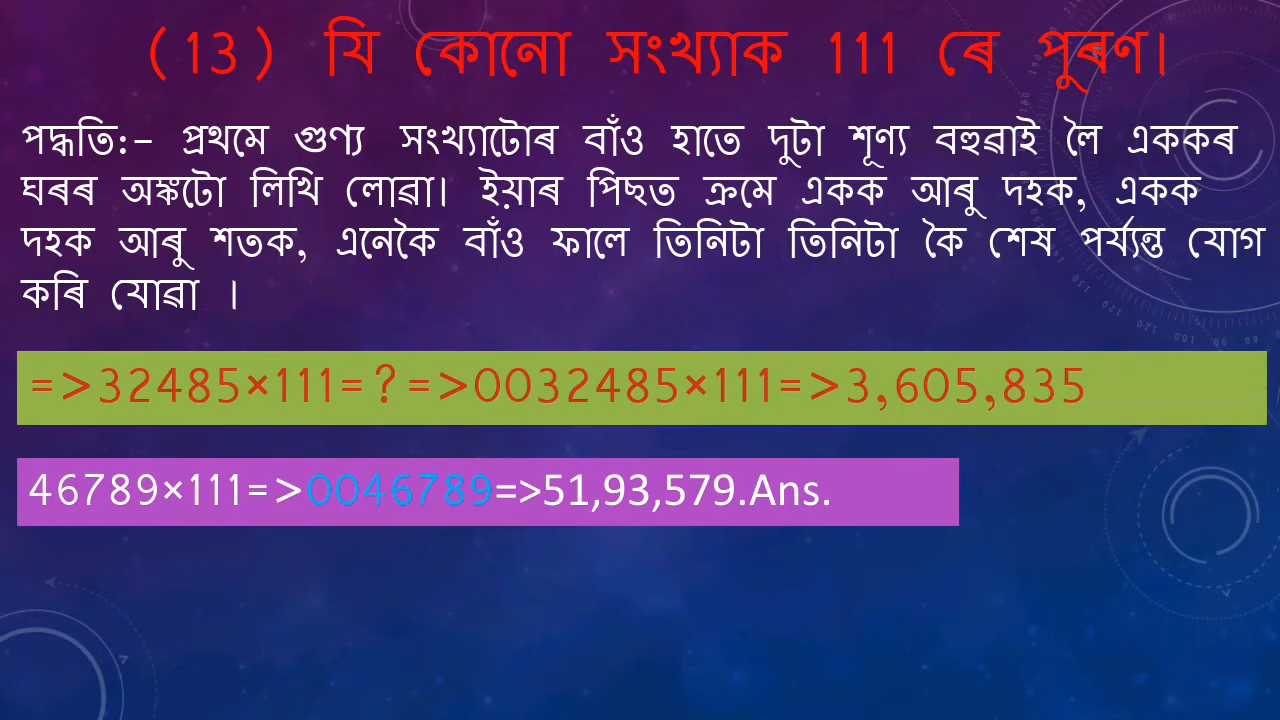 (13) যি কোনো সংখ্যাক 111 ৰে পুৰণ।
পদ্ধতি:- প্ৰথমে গুণ্য সংখ্যাটোৰ বাঁও হাতে দুটা শূণ্য বহুৱাই লৈ এককৰ
ঘৰৰ অঙ্কটো লিখি লোৱা। ইয়াৰ পিছত ক্ৰমে একক আৰু দহক, একক
দহক আৰু শতক, এনেকৈ বাঁও ফালে তিনিটা তিনিটা কৈ শেষ পৰ্য্যন্ত যোগ
কৰি যোৱা ।
=>32485×111=?=>0032485×111=>3,605,835
46789×111=>0046789=>51,93,579.Ans.